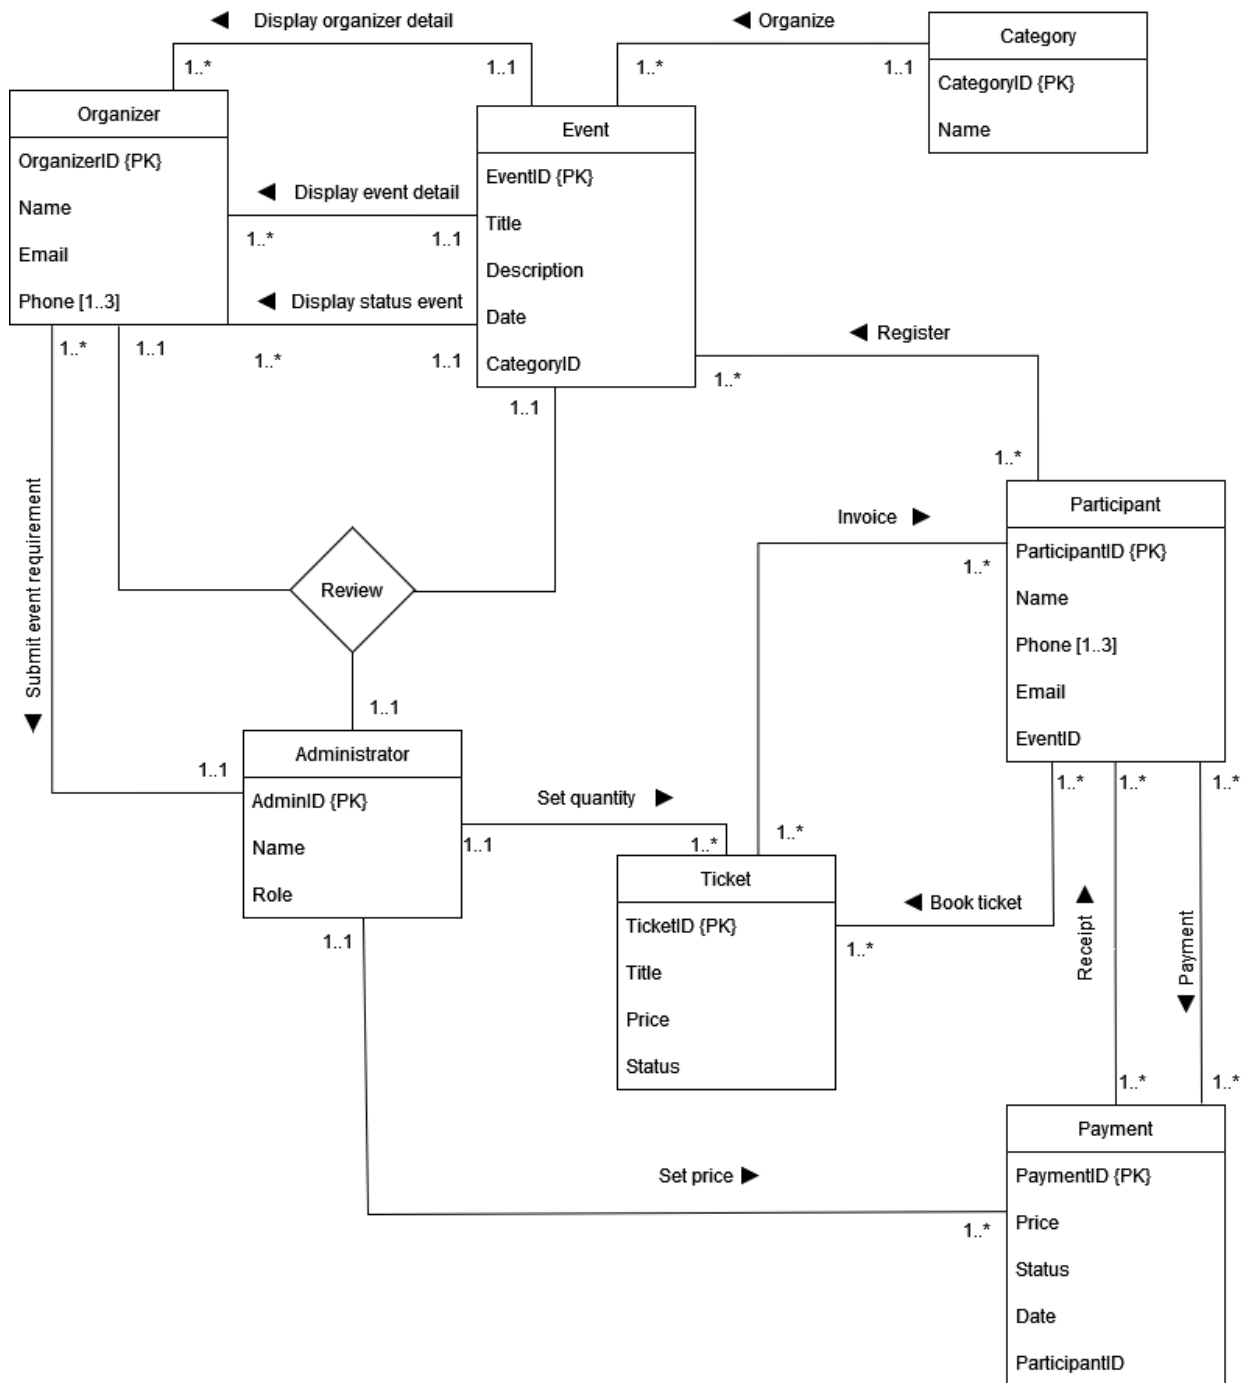 ◄ Display organizer detail
◄ Organize
1..*
1..1
1..*
1..1
Category
CategoryID {PK}
Name
Organizer
OrganizerID {PK}
Name
Email
Phone [1..3]
Event
EventID {PK}
Title
Description
Date
CategoryID
◄ Display event detail
1..*
1..1
◄ Display status event
1..*
1..1
1..*
1..1
1..1
◄ Register
1..*
1..*
Submit event requirement
Review
1..1
1..1
Invoice ►
1..*
Participant
ParticipantID {PK}
Name
Phone [1..3]
Email
EventID
Administrator
AdminID {PK}
Name
Role
Set quantity ►
1..1
1..*
1..*
1..*
1..*
1..*
Ticket
TicketID {PK}
Title
Price
Status
◄ Book ticket
1..*
Receipt
Payment
1..1
1..*
1..*
Set price ►
1..*
Payment
PaymentID {PK}
Price
Status
Date
ParticipantID